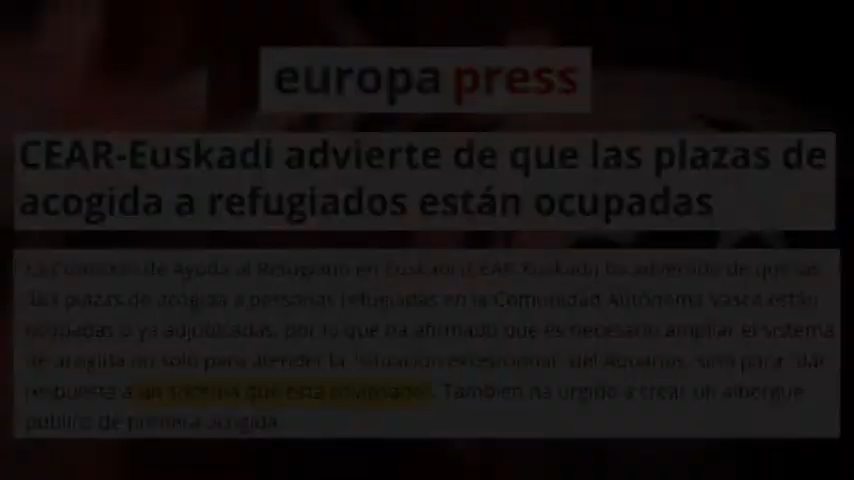 europa press
CEAR-Euskadi advierte de que las plazas de
acogida a refugiados están ocupadas
La Comisión de Ayuda al Refugiado en Euskadi (CEAR-Euskadi) ha advertido de que las
plazas de acogida a personas refugiadas en la Comunidad Autónoma Vasca están
ocupadas o ya adjudicadas, por lo que ha afirmado que es necesario ampliar el sistema
de acogida no solo para atender la "situación excepcional" del Aquarius, sino para "dar
respuesta a un sistema que está colapsado". También ha urgido a crear un albergue
público de primera acogida.